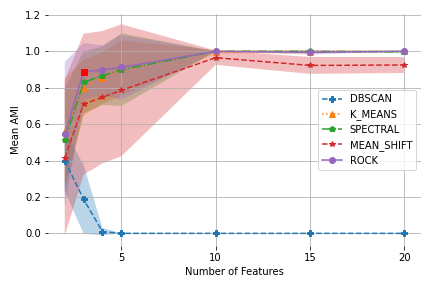 1.2
1.0
0.8
0.6
0.4
0.2
0.0
Mean AMI
5
10
15
20
Number of Features
DBSCAN
K_MEANS
SPECTRAL
MEAN_SHIFT
ROCK